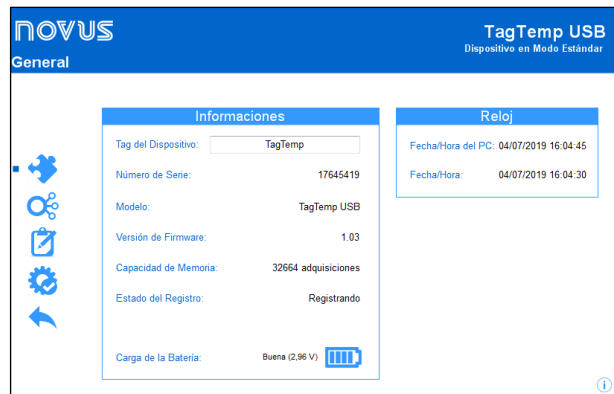 NOVUS
TagTemp USB
Dispositivo en Modo Estándar
General
Informaciones
Tag del Dispositivo: TagTemp
Número de Serie: 17645419
Modelo: TagTemp USB
Versión de Firmware: 1.03
Capacidad de Memoria: 32664 adquisiciones
Estado del Registro: Registrando
Carga de la Batería: Buena (2,96 V)
Reloj
Fecha/Hora del PC: 04/07/2019 16:04:45
Fecha/Hora: 04/07/2019 16:04:30